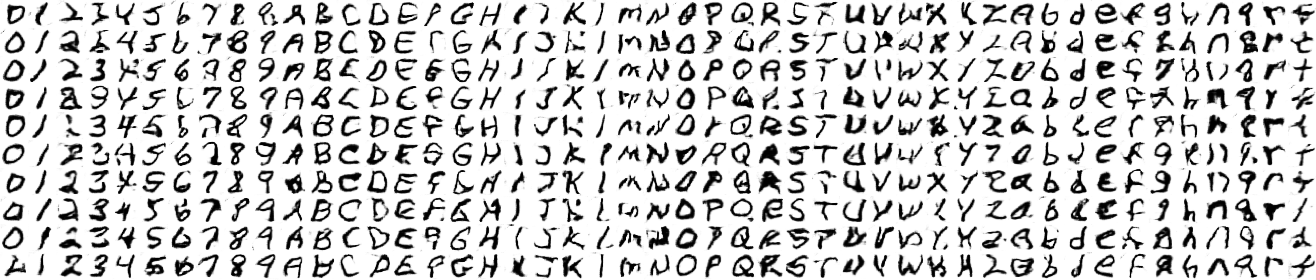 0 1 2 3 4 5 6 7 8 9 A B C D E F G H I J K l m N O P Q R S T U V W X Y Z a b d e f g h n q r t
0 1 2 3 4 5 6 7 8 9 A B C D E F G H I J K l m N O P Q R S T U V W X Y Z a b d e f g h n q r t
0 1 2 3 4 5 6 7 8 9 A B C D E F G H I J K l m N O P Q R S T U V W X Y Z a b d e f g h n q r t
0 1 2 3 4 5 6 7 8 9 A B C D E F G H I J K l m N O P Q R S T U V W X Y Z a b d e f g h n q r t
0 1 2 3 4 5 6 7 8 9 A B C D E F G H I J K l m N O P Q R S T U V W X Y Z a b d e f g h n q r t
0 1 2 3 4 5 6 7 8 9 A B C D E F G H I J K l m N O P Q R S T U V W X Y Z a b d e f g h n q r t
0 1 2 3 4 5 6 7 8 9 A B C D E F G H I J K l m N O P Q R S T U V W X Y Z a b d e f g h n q r t
0 1 2 3 4 5 6 7 8 9 A B C D E F G H I J K l m N O P Q R S T U V W X Y Z a b d e f g h n q r t
0 1 2 3 4 5 6 7 8 9 A B C D E F G H I J K l m N O P Q R S T U V W X Y Z a b d e f g h n q r t
1 2 3 4 5 6 7 8 9 A B C D E F G H I J K l m N O P Q R S T U V W X Y Z a b d e f g h n q r t